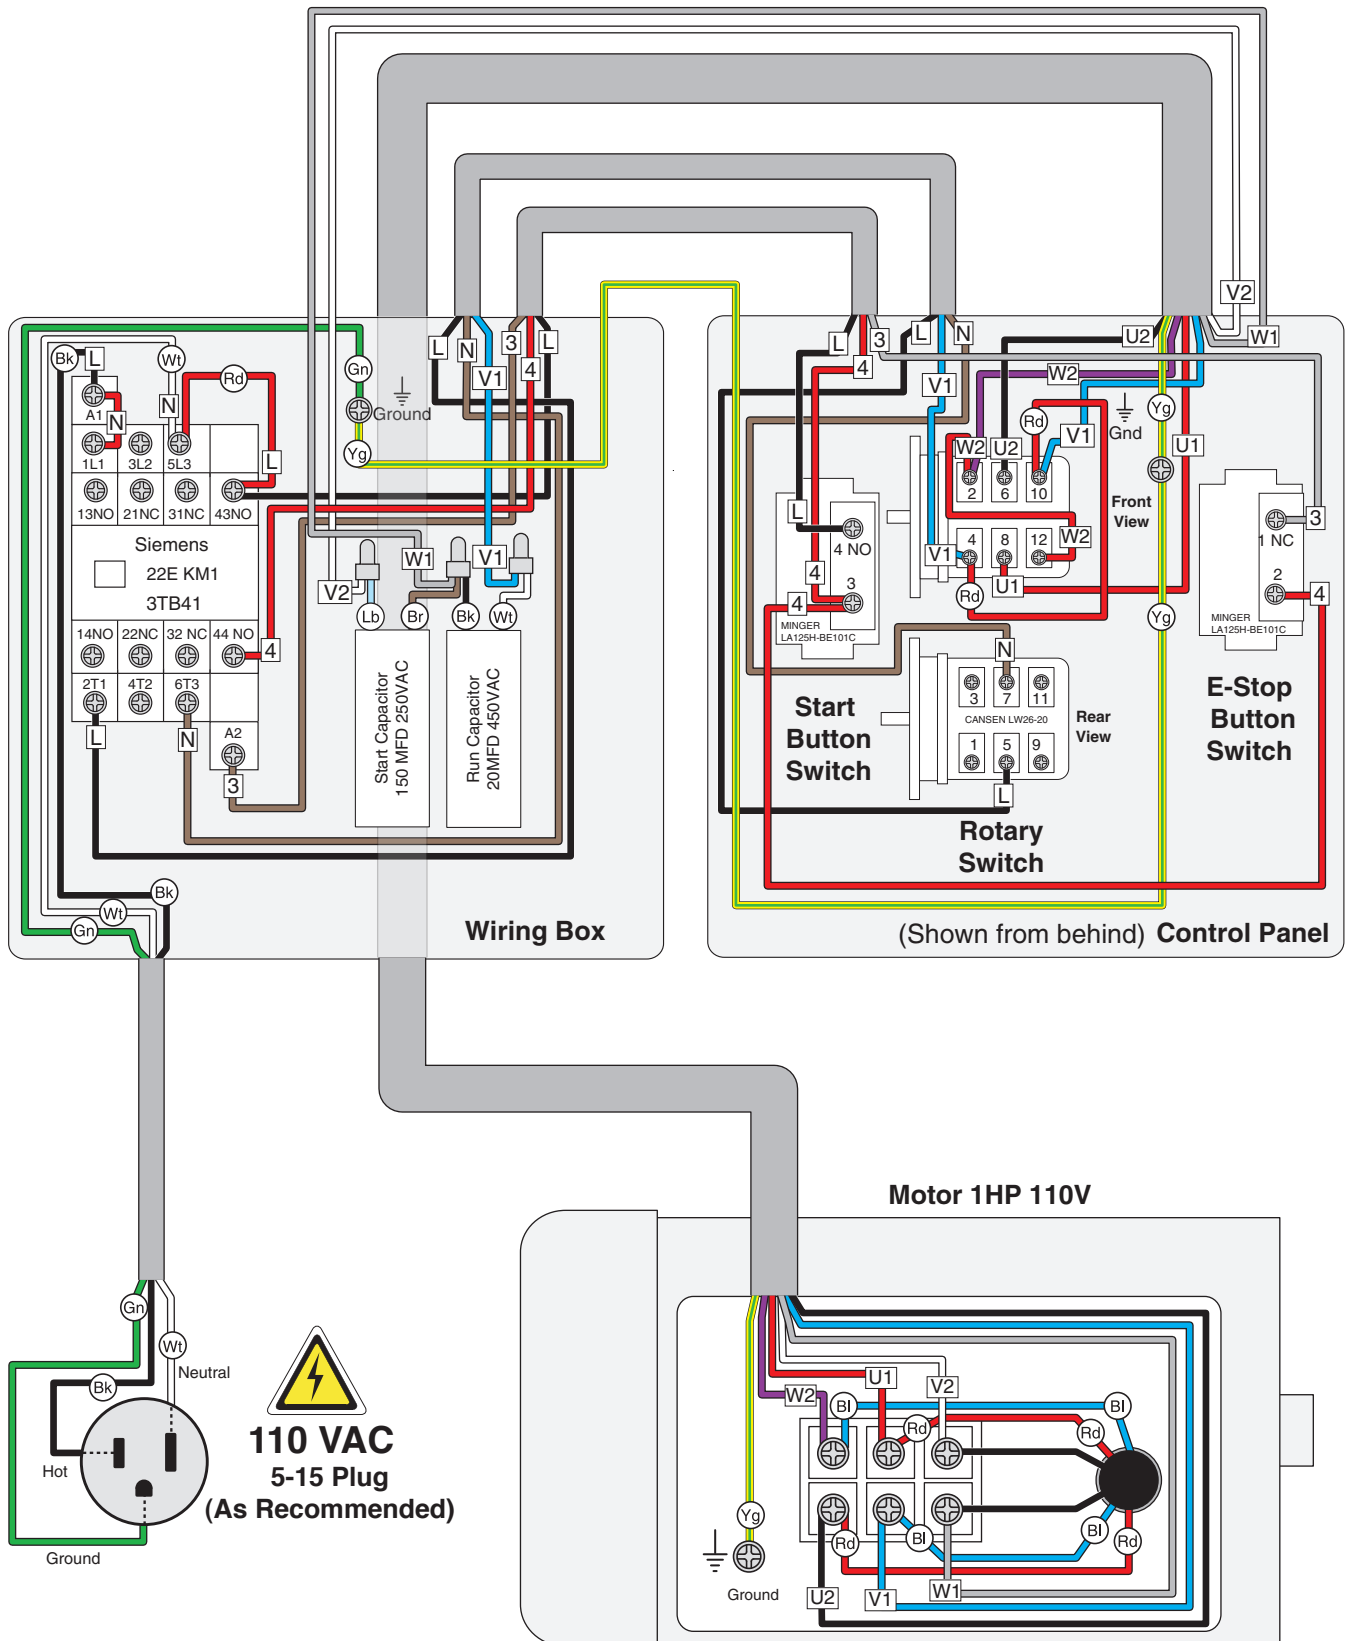 V2
W1
Bk
L
Wt
Rd
N
N
A1
1L1
3L2
5L3
L
13NO
21NC
31NC
43NO
Siemens
22E KM1
3TB41
14NO
22NC
32 NC
44 NO
4
2T1
4T2
6T3
L
N
A2
3
Gn
Ground
Yg
L
N
V1
3
4
L
W1
V1
V2
Lb
Br
Bk
Wt
Start Capacitor
150 MFD 250VAC
Run Capacitor
20MFD 450VAC
Bk
Wt
Gn
Wiring Box
L
3
4
L
N
V1
U2
W2
Yg
Gnd
Rd
V1
U1
W2
U2
2
6
10
Front
View
L
4 NO
4
3
4
MINGER
LA125H-BE101C
V1
4
8
12
W2
U1
Rd
Yg
3
1 NC
2
4
MINGER
LA125H-BE101C
N
3
7
11
CANSEN LW26-20
1
5
9
L
Rear
View
Start
Button
Switch
Rotary
Switch
E-Stop
Button
Switch
(Shown from behind) Control Panel
Motor 1HP 110V
Gn
Wt
Neutral
Bk
Hot
Ground
110 VAC
5-15 Plug
(As Recommended)
W2
U1
V2
Bl
Bl
Rd
Rd
Yg
Ground
Rd
Bl
Bl
Rd
U2
V1
W1